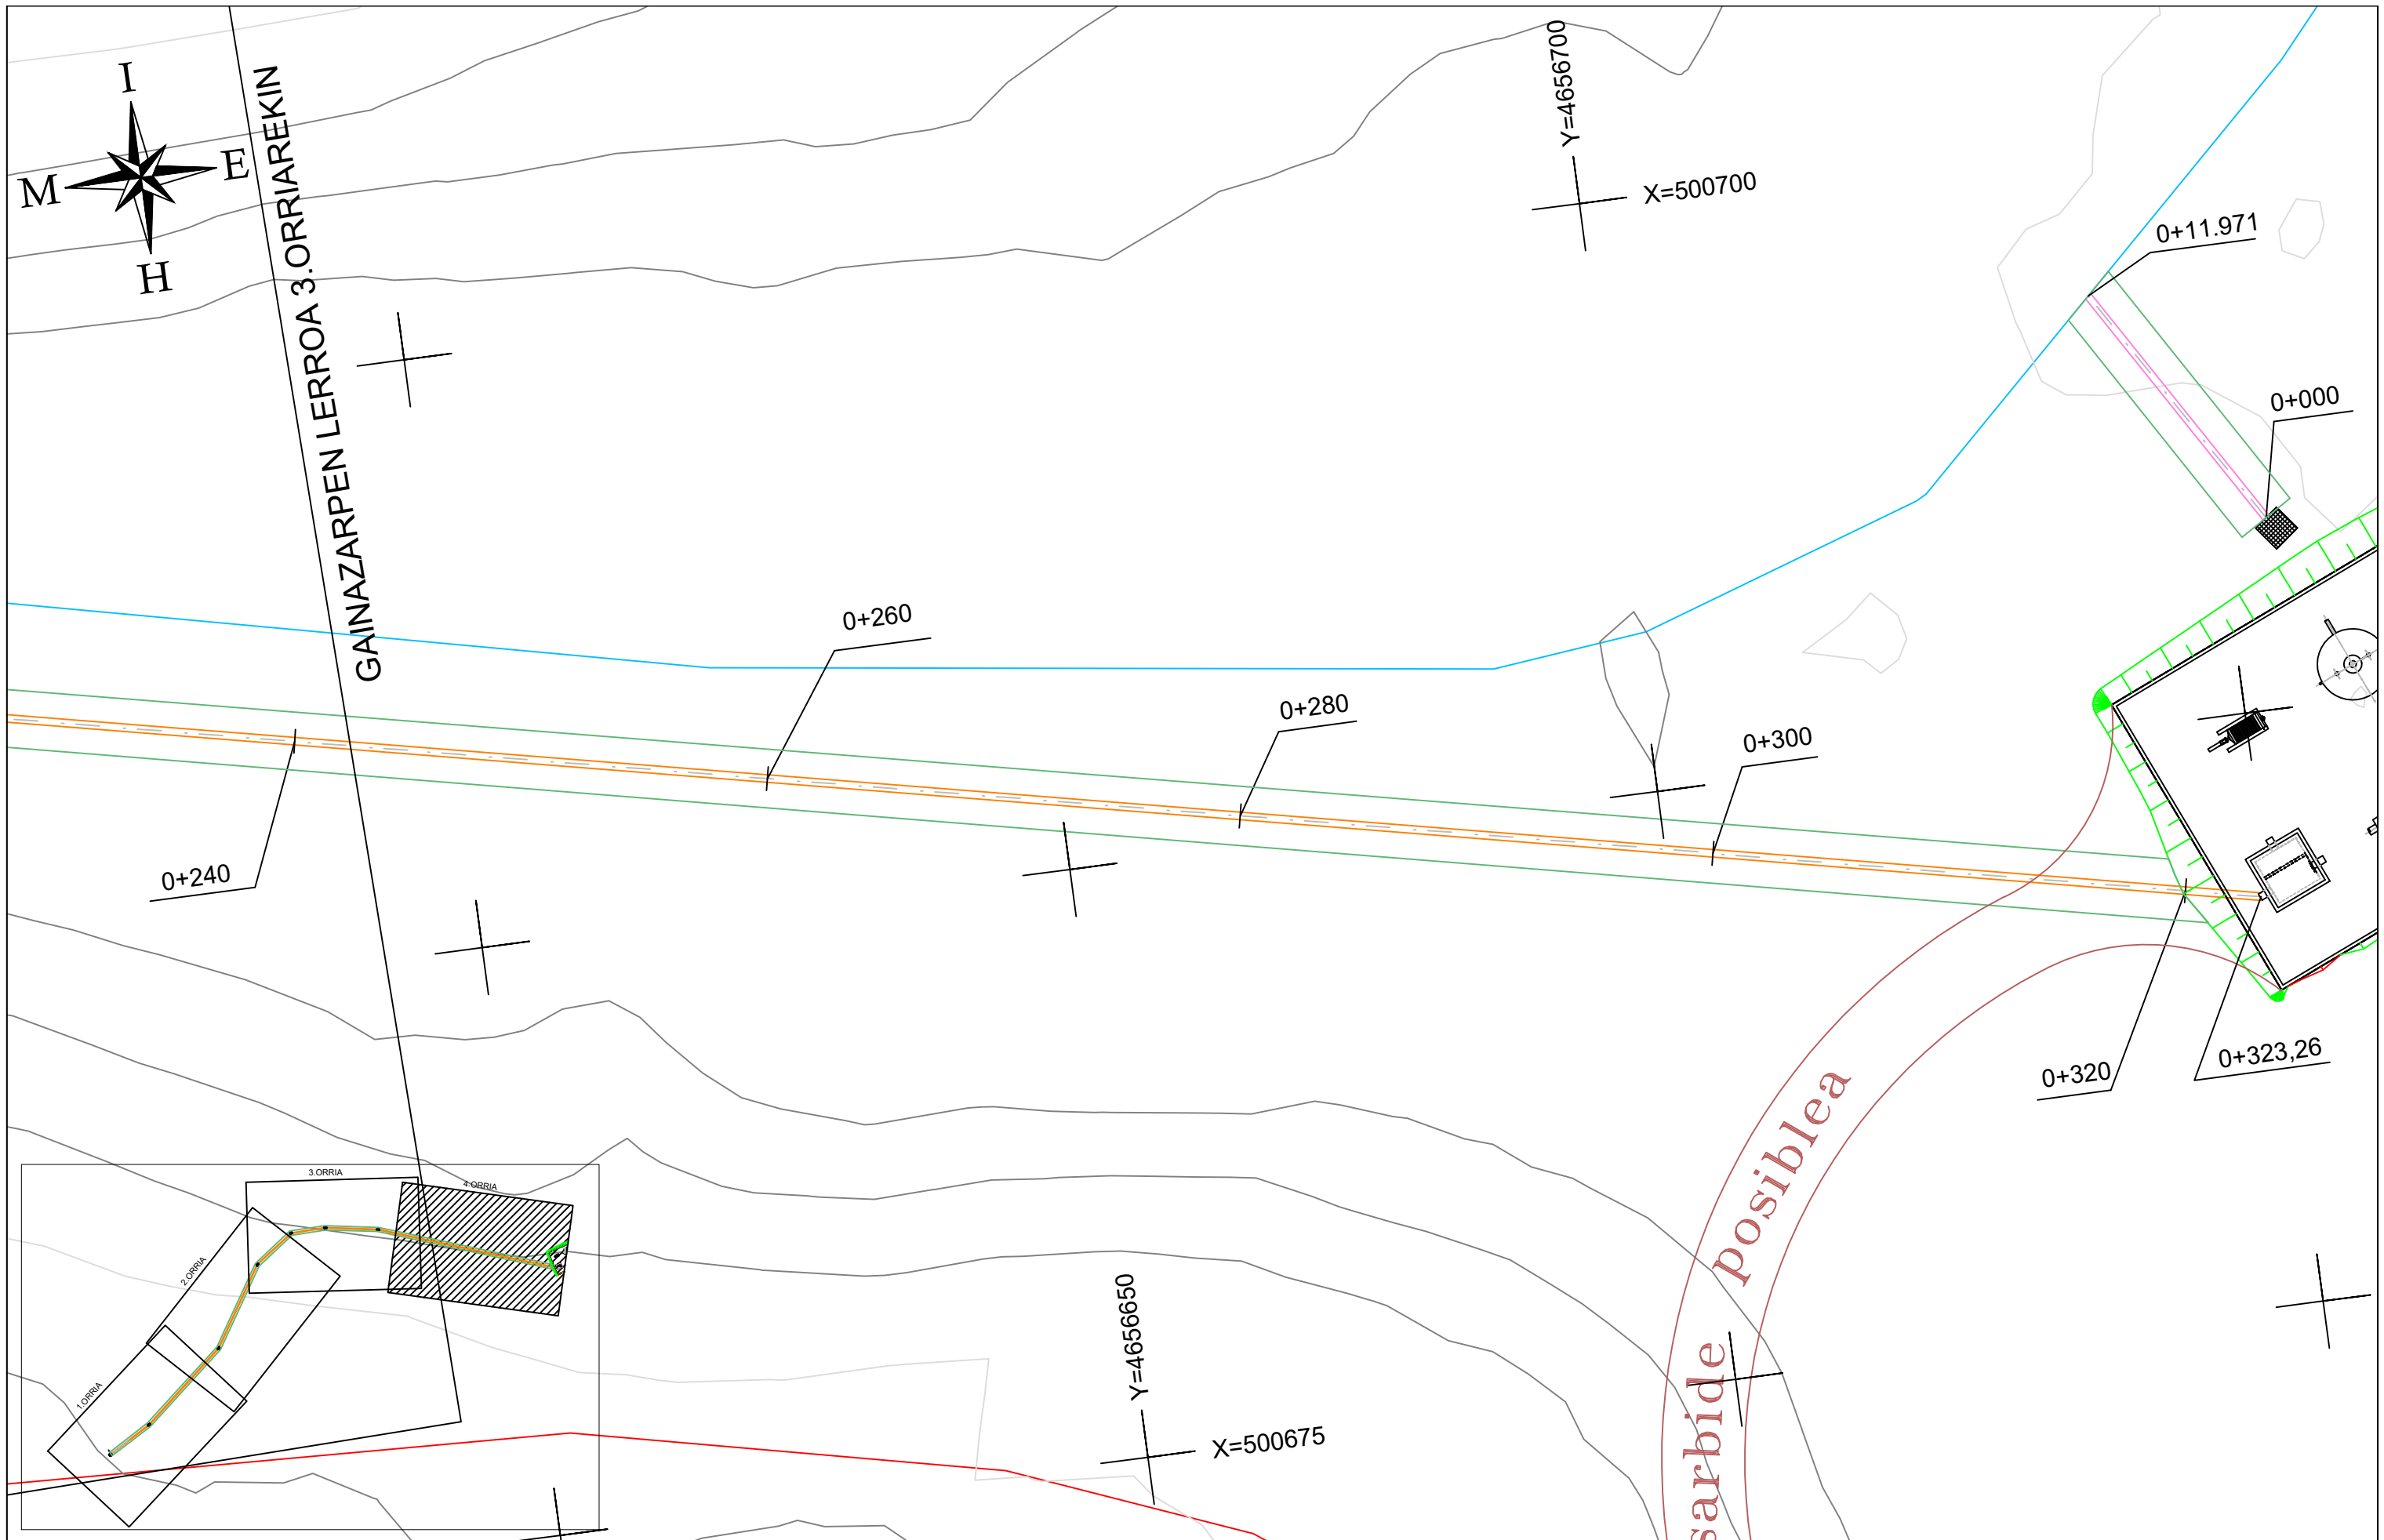 I
M
E
H
GAINAZARPEN LERROA 3.ORRIAREKIN
Y=4656700
X=500700
0+11.971
0+000
0+260
0+280
0+300
0+240
0+320
0+323,26
posiblea
3.ORRIA
4.ORRIA
2.ORRIA
1.ORRIA
Y=4656650
X=500675
sarbide